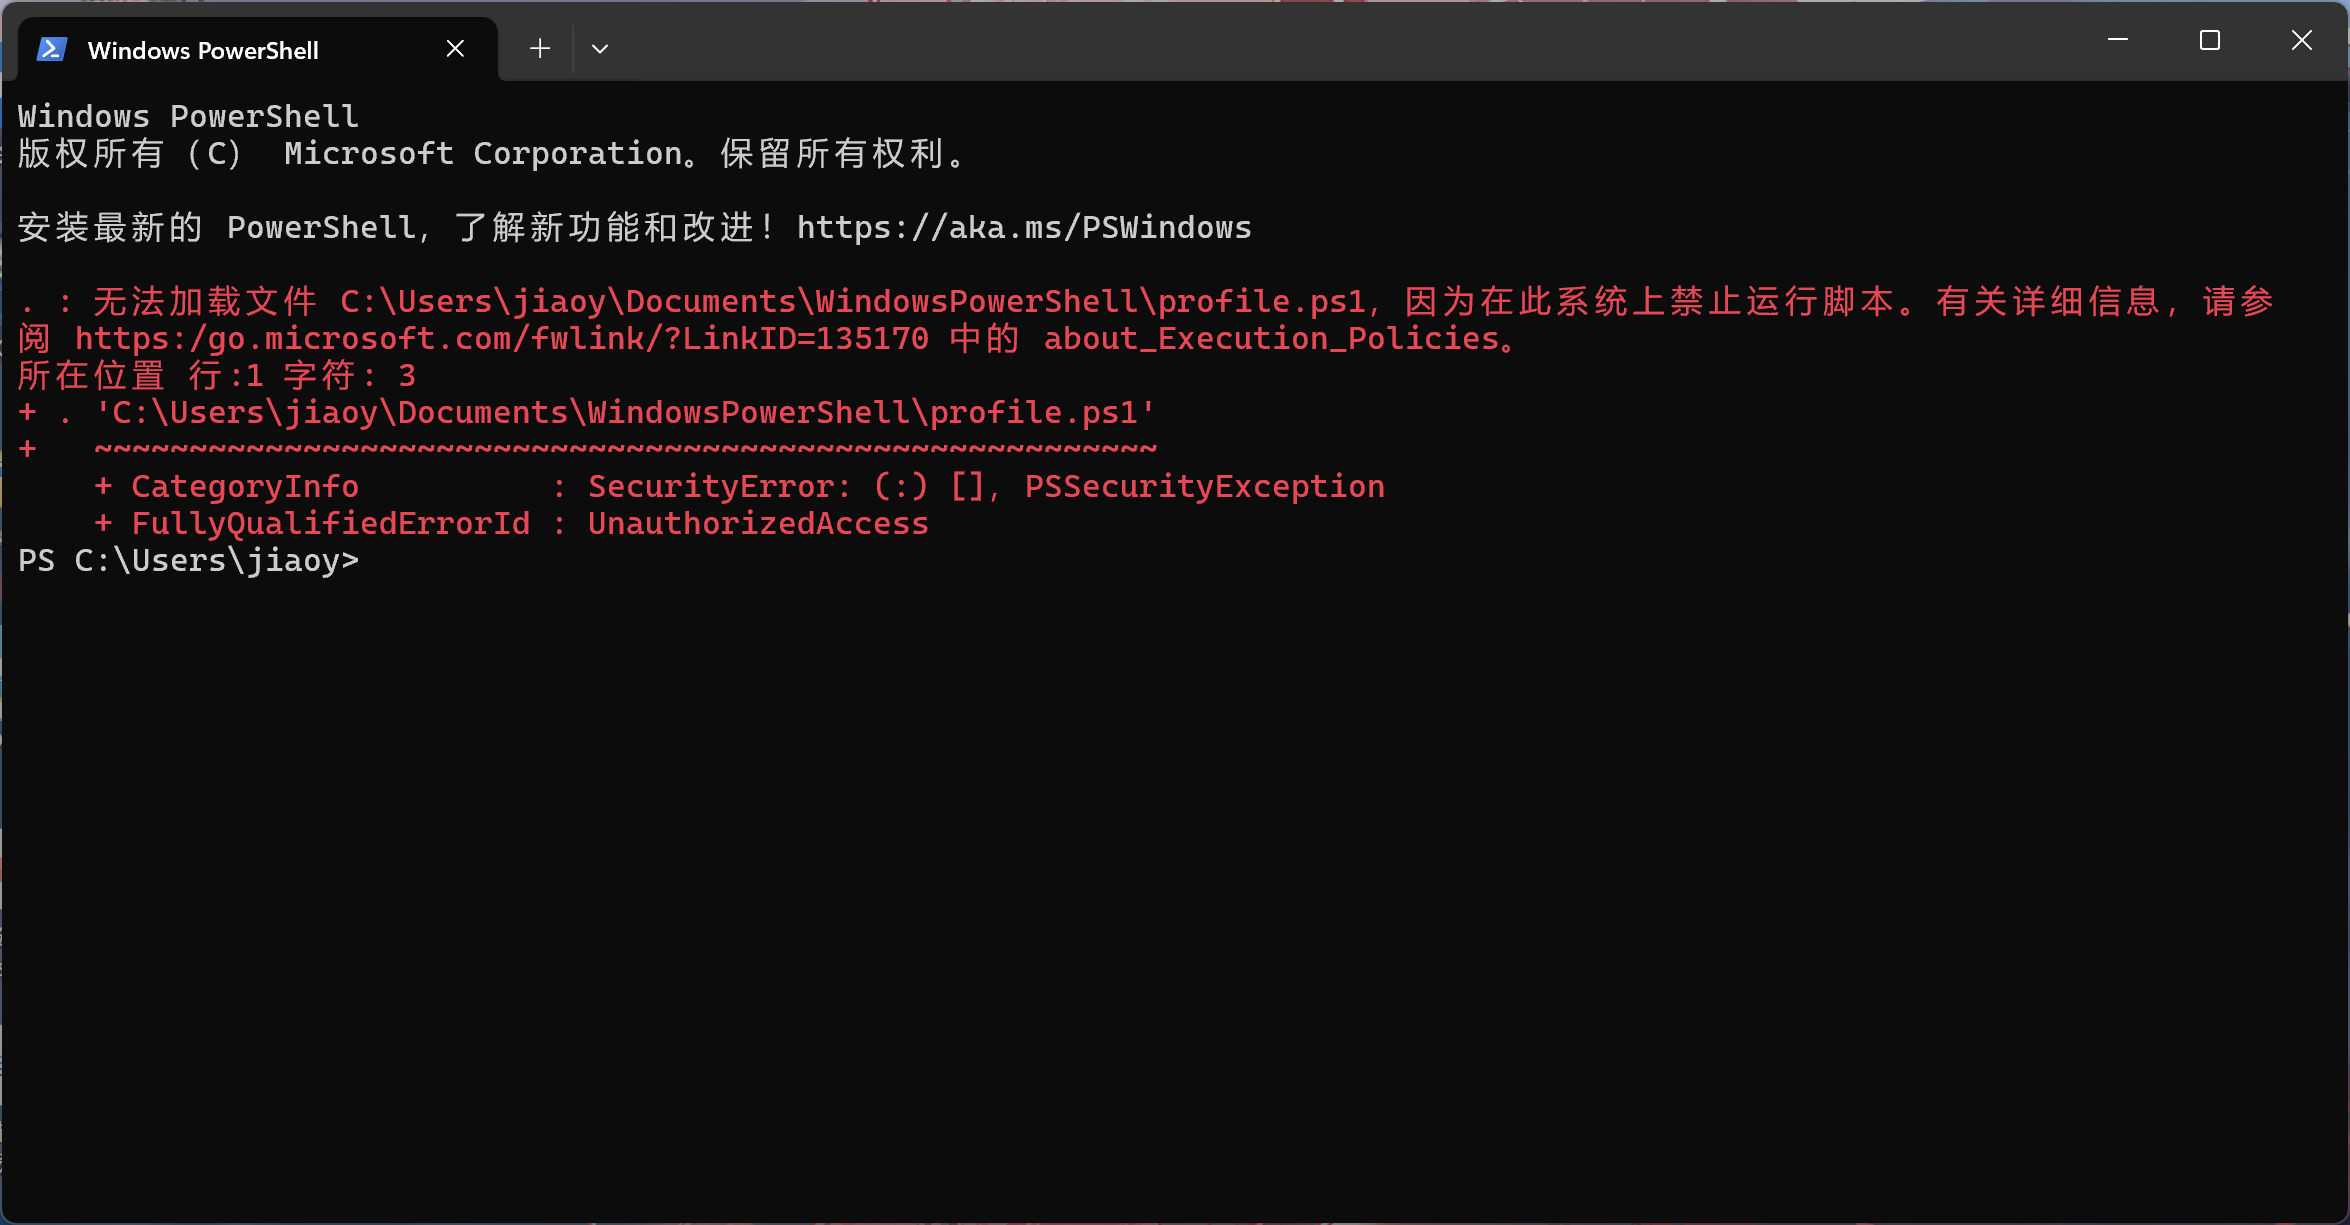 Windows PowerShell
Windows PowerShell
版权所有（C） Microsoft Corporation。保留所有权利。
安装最新的 PowerShell，了解新功能和改进！https://aka.ms/PSWindows
. : 无法加载文件 C:\Users\jiaoy\Documents\WindowsPowerShell\profile.ps1，因为在此系统上禁止运行脚本。有关详细信息，请参
阅 https:/go.microsoft.com/fwlink/?LinkID=135170 中的 about_Execution_Policies。
所在位置 行:1 字符: 3
+ . 'C:\Users\jiaoy\Documents\WindowsPowerShell\profile.ps1'
+   ~~~~~~~~~~~~~~~~~~~~~~~~~~~~~~~~~~~~~~~~~~~~~~~~~~~~~~~~
    + CategoryInfo          : SecurityError: (:) [], PSSecurityException
    + FullyQualifiedErrorId : UnauthorizedAccess
PS C:\Users\jiaoy>